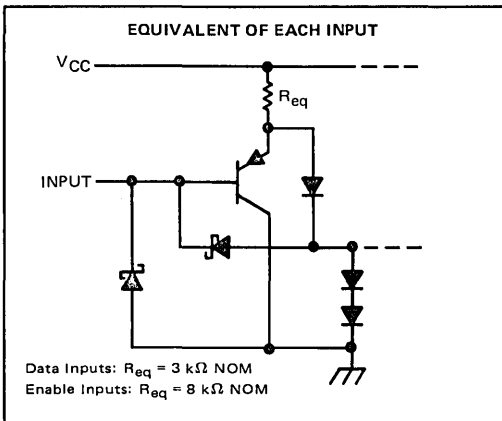 EQUIVALENT OF EACH INPUT
VCC
Req
INPUT
Data Inputs: Req = 3 kΩ NOM
Enable Inputs: Req = 8 kΩ NOM